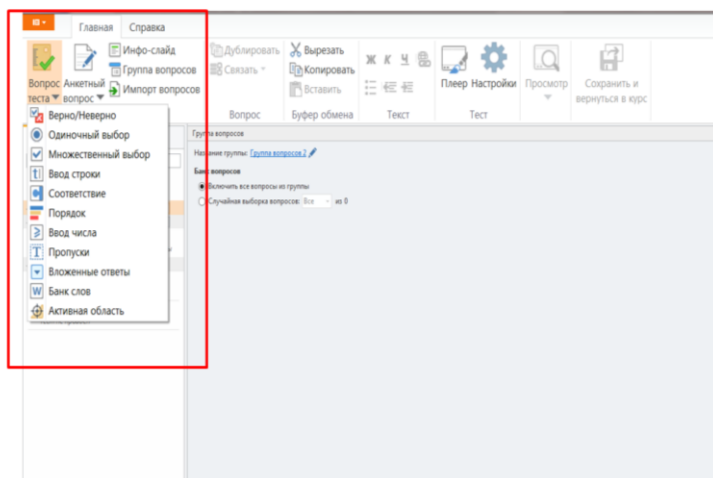 Главная Справка
Вопрос теста
Анкетный вопрос
Инфо-слайд
Группа вопросов
Импорт вопросов
Дублировать
Связать
Вопрос
Вырезать
Копировать
Вставить
Буфер обмена
Ж К Ч
Текст
Плеер Настройки
Тест
Просмотр
Сохранить и
вернуться в курс
Верно/Неверно
Одиночный выбор
Множественный выбор
Ввод строки
Соответствие
Порядок
Ввод числа
Пропуски
Вложенные ответы
W Банк слов
Активная область
Группа вопросов
Название группы: Группа вопросов 2
Банк вопросов
Включить все вопросы из группы
Случайная выборка вопросов: Все из 0